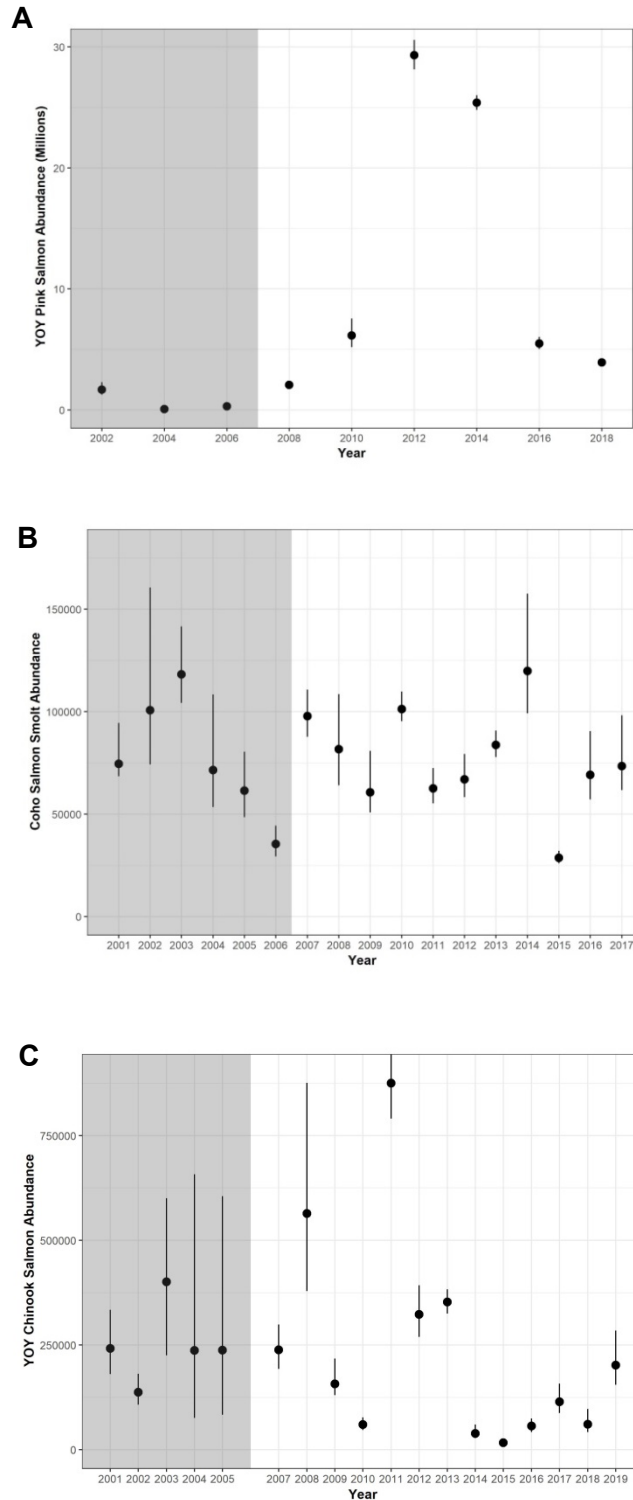 A
YOY Pink Salmon Abundance (Millions)
30
20
10
0
2002 2004 2006 2008 2010 2012 2014 2016 2018
Year
B
Coho Salmon Smolt Abundance
150000
100000
50000
0
2001 2002 2003 2004 2005 2006 2007 2008 2009 2010 2011 2012 2013 2014 2015 2016 2017
Year
C
YOY Chinook Salmon Abundance
750000
500000
250000
0
2001 2002 2003 2004 2005 2007 2008 2009 2010 2011 2012 2013 2014 2015 2016 2017 2018 2019
Year